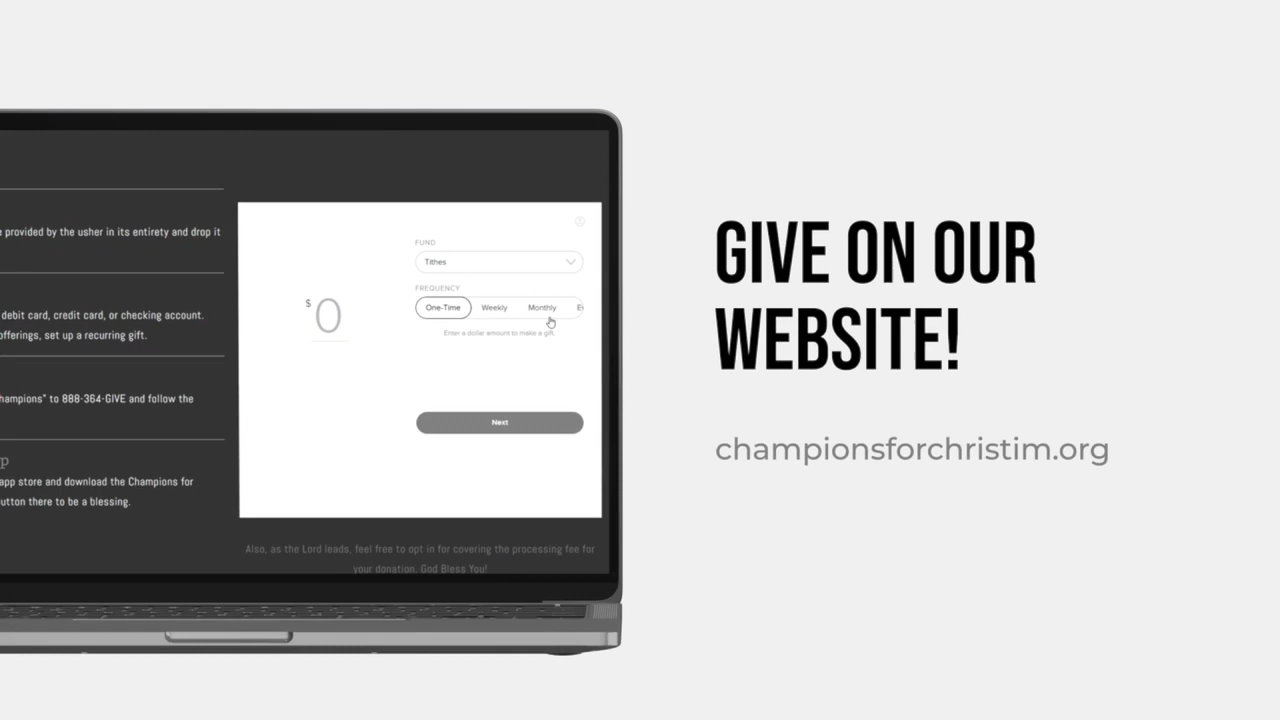 e provided by the usher in its entirety and drop it
debit card, credit card, or checking account.
offerings, set up a recurring gift.
hampions" to 888-364-GIVE and follow the
p
app store and download the Champions for
utton there to be a blessing.
FUND
Tithes
FREQUENCY
One-Time Weekly Monthly Ev
$0
Enter a dollar amount to make a gift.
Next
Also, as the Lord leads, feel free to opt in for covering the processing fee for
your donation. God Bless You!
GIVE ON OUR
WEBSITE!
championsforchristim.org